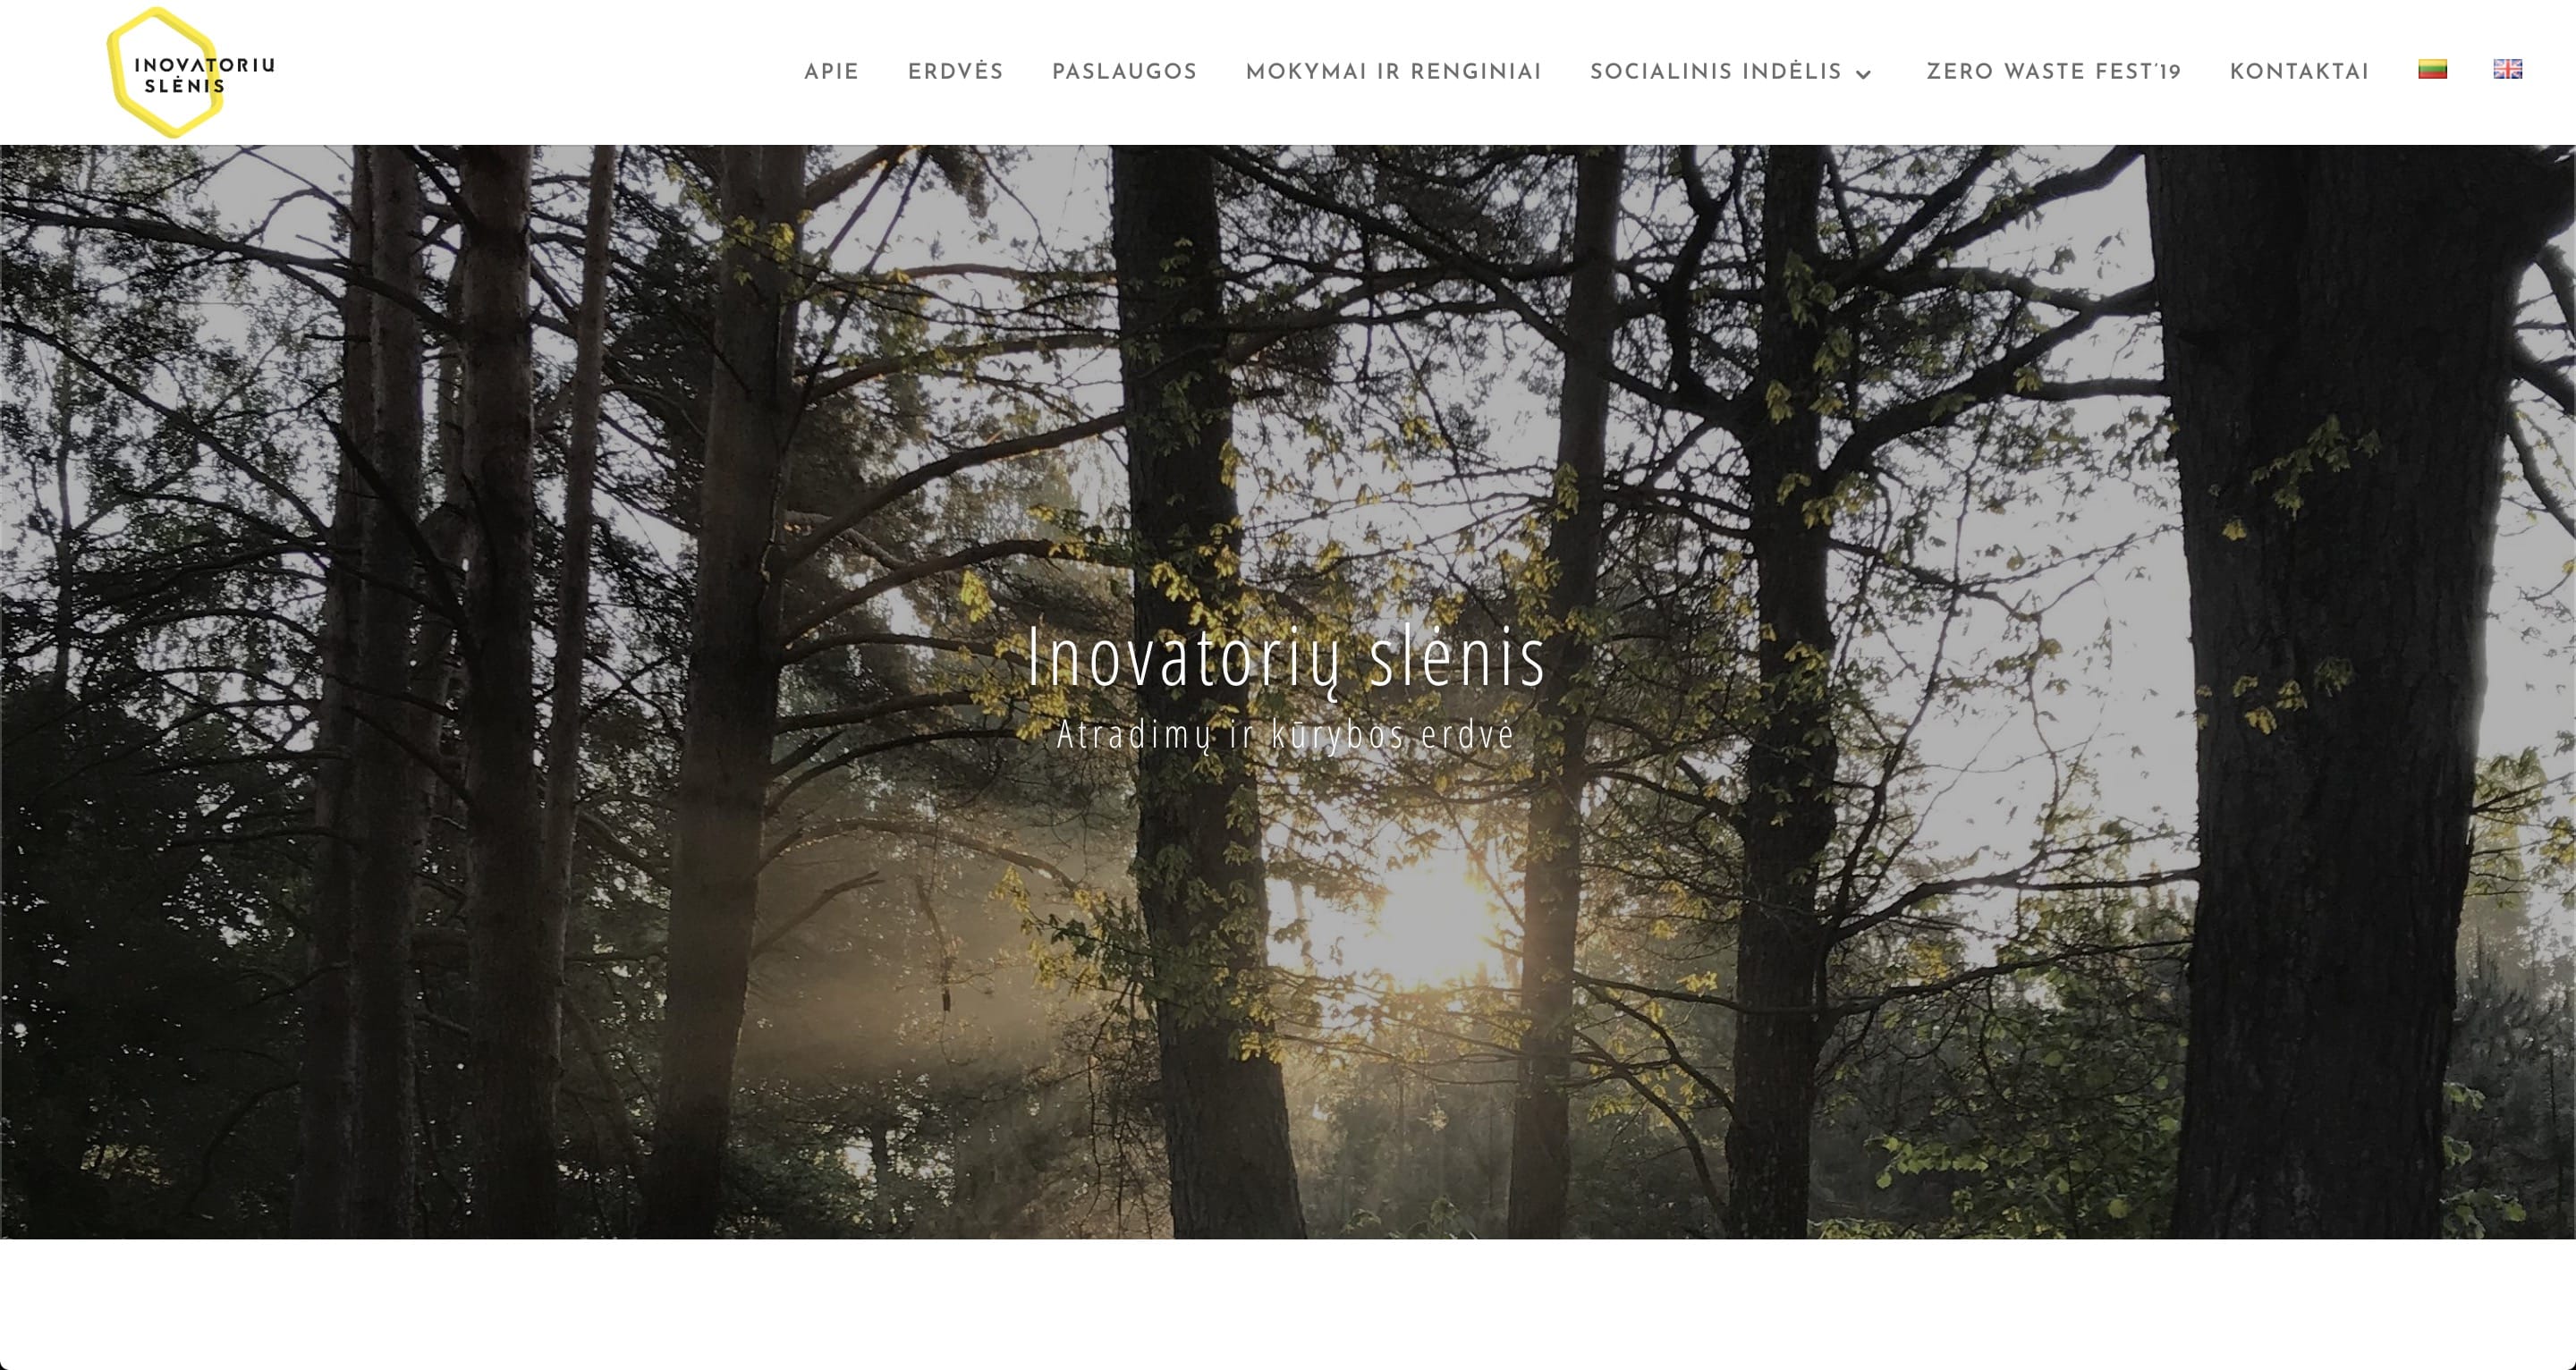 INOVATORIU
SLĖNIS
APIE ERDVĖS PASLAUGOS MOKYMAI IR RENGINIAI SOCIALINIS INDĖLIS ZERO WASTE FEST'19 KONTAKTAI
Inovatorių slėnis
Atradimų ir kūrybos erdvė